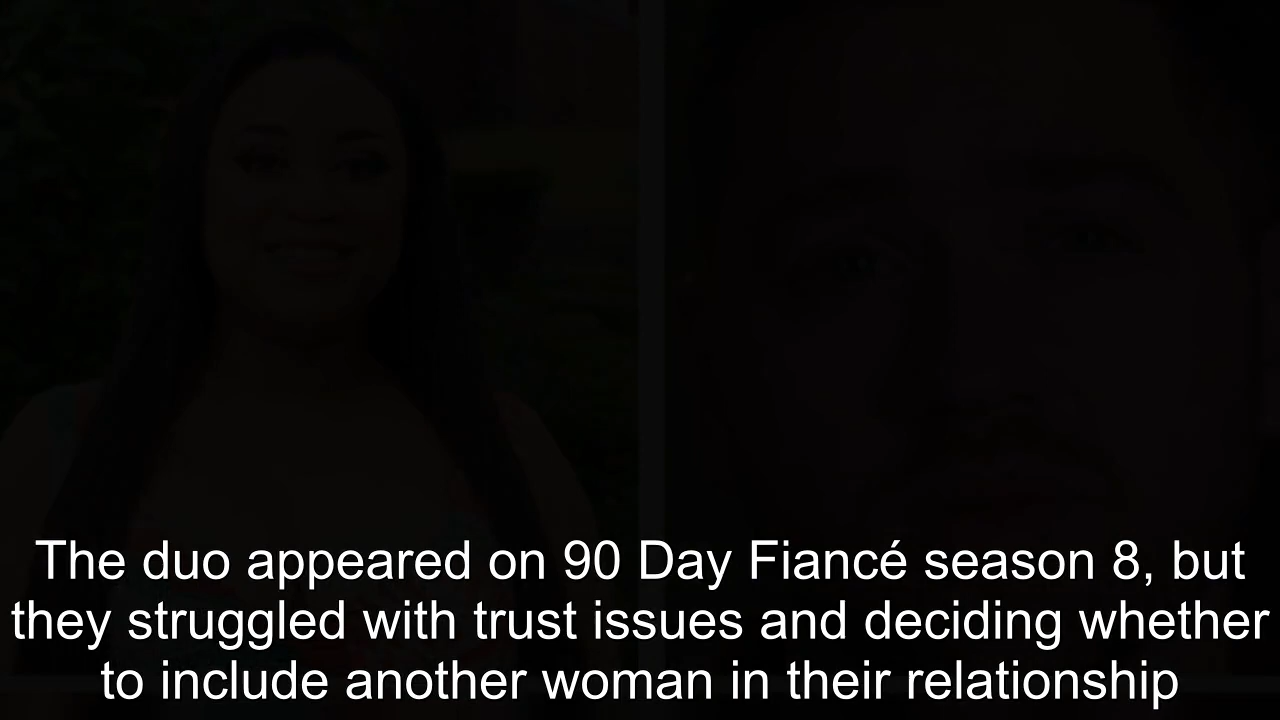 The duo appeared on 90 Day Fiancé season 8, but
they struggled with trust issues and deciding whether
to include another woman in their relationship